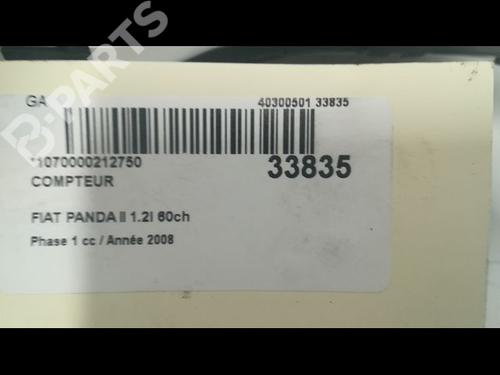 B-PARTS
GA 40300501 33835
*1070000212750 33835
COMPTEUR
FIAT PANDA II 1.2i 60ch
Phase 1 cc / Année 2008